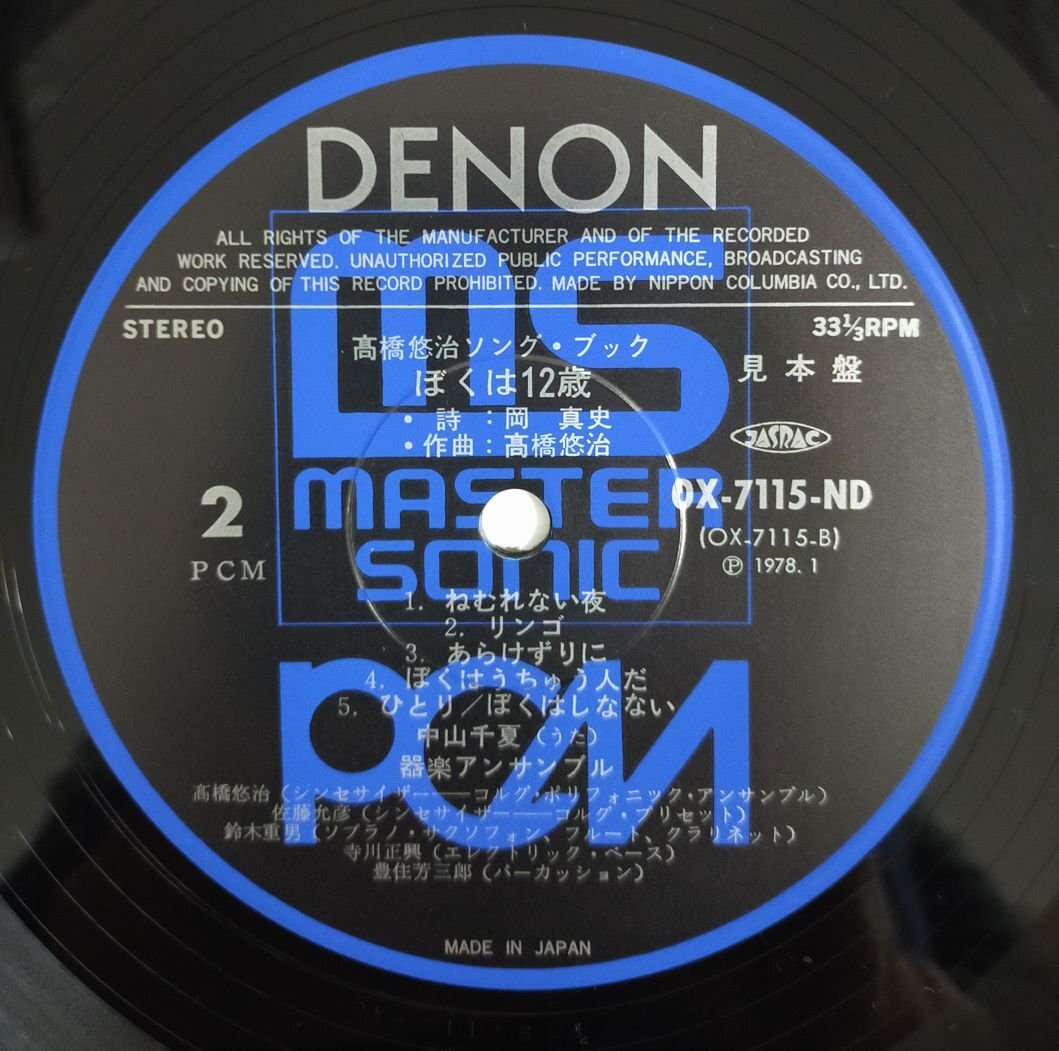 DENON
ALL RIGHTS OF THE MANUFACTURER AND OF THE RECORDED
WORK RESERVED. UNAUTHORIZED PUBLIC PERFORMANCE, BROADCASTING
AND COPYING OF THIS RECORD PROHIBITED. MADE BY NIPPON COLUMBIA CO., LTD.
STEREO
33⅓RPM
髙橋悠治ソング・ブック
ぼくは12歳
・ 詩 : 岡 真史
・作曲 : 髙橋悠治
見本盤
JASRAC
MS
MASTER
SONIC
2
PCM
OX-7115-ND
(OX-7115-B)
Ⓟ 1978. 1
1. ねむれない夜
2. リンゴ
3. あらけずりに
4. ぼくはうちゅう人だ
5. ひとり／ぼくはしなない
中山千夏 (うた)
器楽アンサンブル
髙橋悠治 (シンセサイザー——コルグ・ポリフォニック・アンサンブル)
佐藤允彦 (シンセサイザー——コルグ・プリセット)
鈴木重男 (ソプラノ・サクソフォン、フルート、クラリネット)
寺川正興 (エレクトリック・ベース)
豊住芳三郎 (パーカッション)
PCM
MADE IN JAPAN